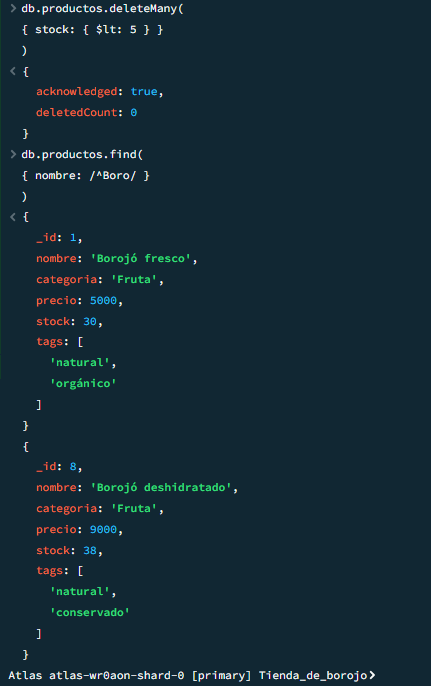 > db.productos.deleteMany(
{ stock: { $lt: 5 } }
)
< {
acknowledged: true,
deletedCount: 0
}
> db.productos.find(
{ nombre: /^Boro/ }
)
< {
_id: 1,
nombre: 'Borojó fresco',
categoria: 'Fruta',
precio: 5000,
stock: 30,
tags: [
'natural',
'orgánico'
]
}
{
_id: 8,
nombre: 'Borojó deshidratado',
categoria: 'Fruta',
precio: 9000,
stock: 38,
tags: [
'natural',
'conservado'
]
}
Atlas atlas-wr0aon-shard-0 [primary] Tienda_de_borojo>